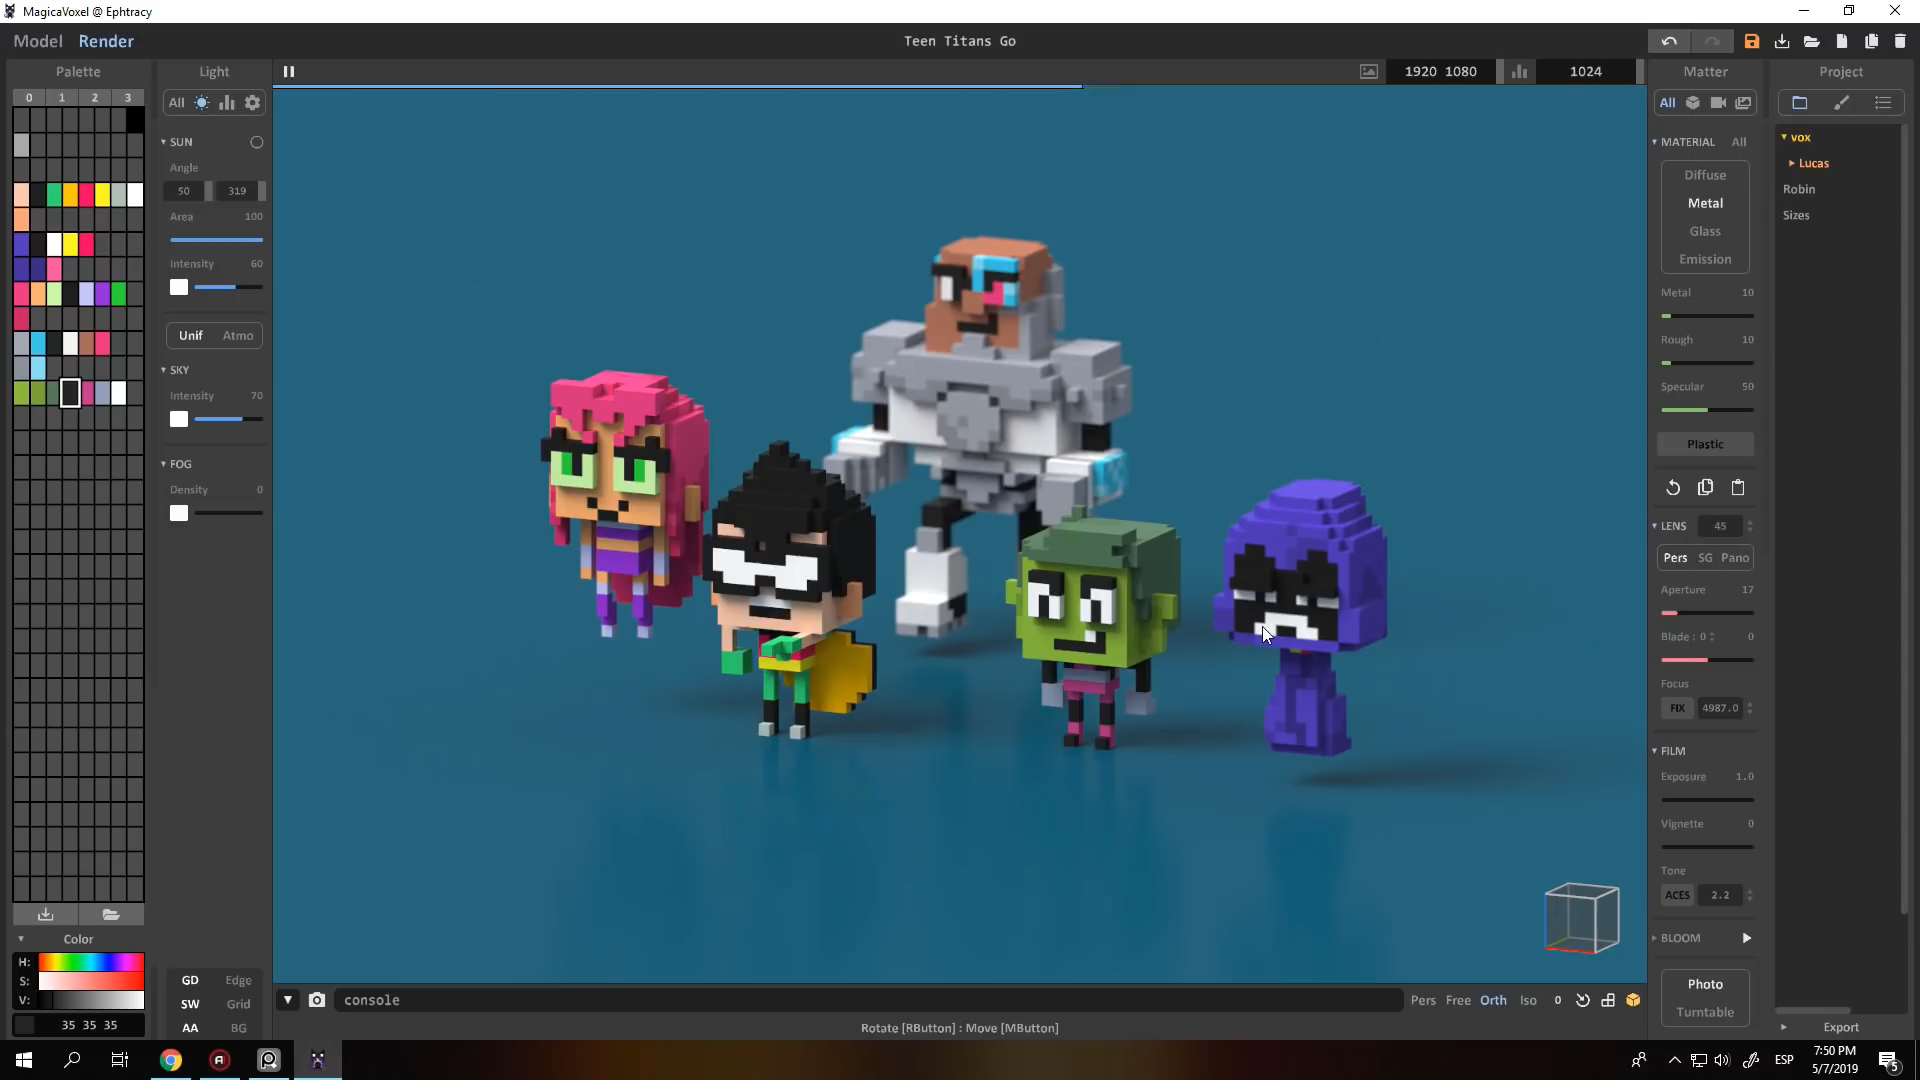 MagicaVoxel @ Ephtracy
Model Render
Teen Titans Go
Palette
Light
1920 1080
1024
Matter
Project
0 1 2 3
All
All
SUN
Angle
50 319
Area 100
Intensity 60
Unif Atmo
SKY
Intensity 70
FOG
Density 0
MATERIAL All
Diffuse
Metal
Glass
Emission
Metal 10
Rough 10
Specular 50
Plastic
LENS 45
Pers SG Pano
Aperture 17
Blade : 0 0
Focus
FIX 4987.0
FILM
Exposure 1.0
Vignette 0
Tone
ACES 2.2
BLOOM
Photo
Turntable
vox
Lucas
Robin
Sizes
Export
Color
H:
S:
V:
35 35 35
GD Edge
SW Grid
AA BG
console
Pers Free Orth Iso 0
Rotate [RButton] : Move [MButton]
ESP
7:50 PM
5/7/2019
5